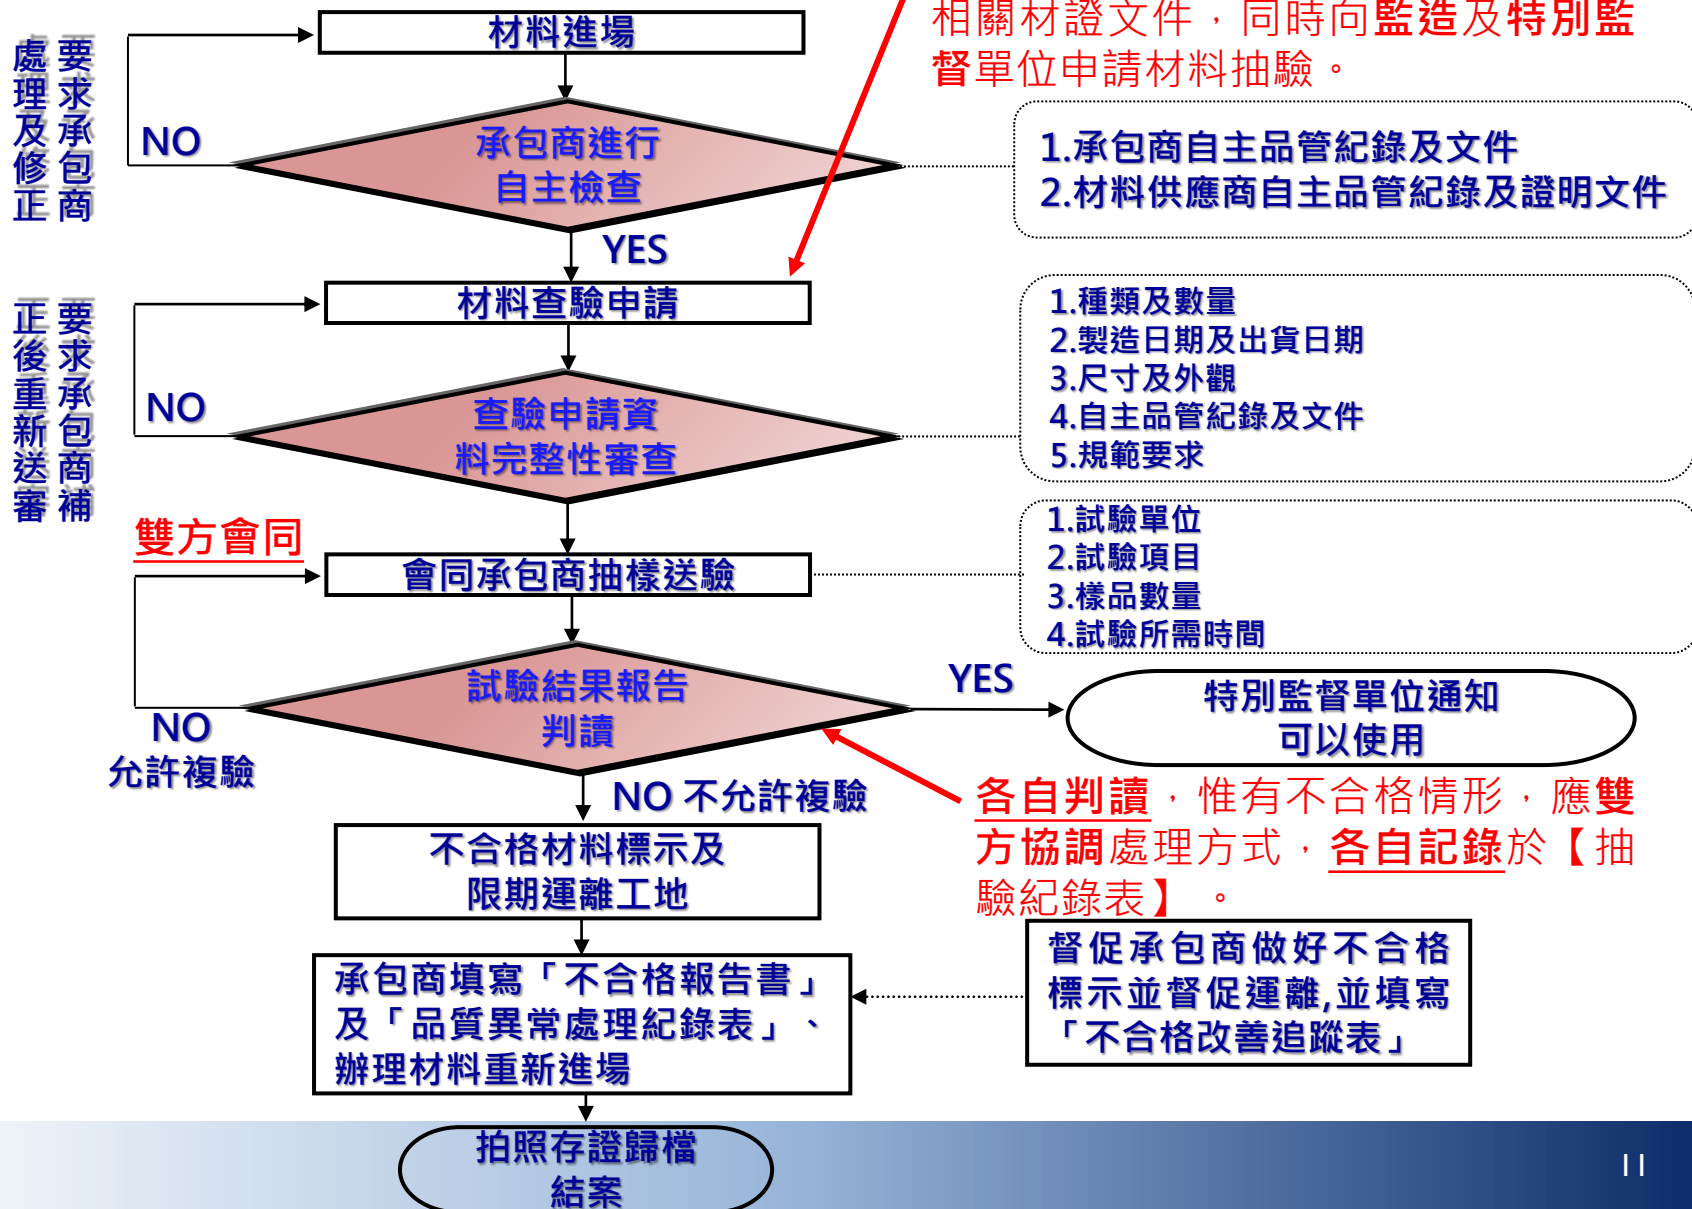 相關材證文件，同時向監造及特別監
督單位申請材料抽驗。
材料進場
要求承包商
處理及修正
NO
承包商進行
自主檢查
1.承包商自主品管紀錄及文件
2.材料供應商自主品管紀錄及證明文件
YES
材料查驗申請
要求承包商補
正後重新送審
NO
查驗申請資
料完整性審查
1.種類及數量
2.製造日期及出貨日期
3.尺寸及外觀
4.自主品管紀錄及文件
5.規範要求
雙方會同
會同承包商抽樣送驗
1.試驗單位
2.試驗項目
3.樣品數量
4.試驗所需時間
試驗結果報告
判讀
YES
特別監督單位通知
可以使用
NO
允許複驗
NO 不允許複驗
各自判讀，惟有不合格情形，應雙
方協調處理方式，各自記錄於【抽
驗紀錄表】。
不合格材料標示及
限期運離工地
承包商填寫「不合格報告書」
及「品質異常處理紀錄表」、
辦理材料重新進場
督促承包商做好不合格
標示並督促運離,並填寫
「不合格改善追蹤表」
拍照存證歸檔
結案
11